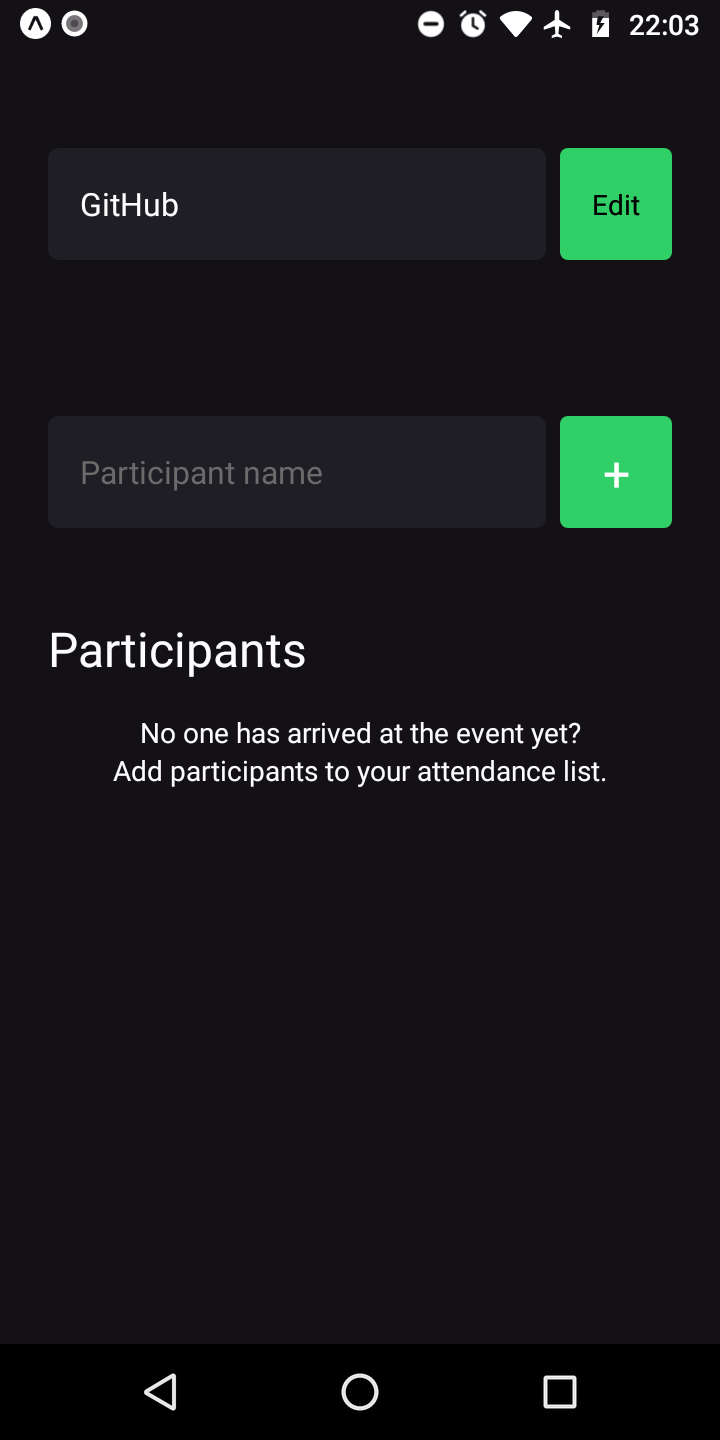 22:03
GitHub
Edit
Participant name
+
Participants
No one has arrived at the event yet?
Add participants to your attendance list.